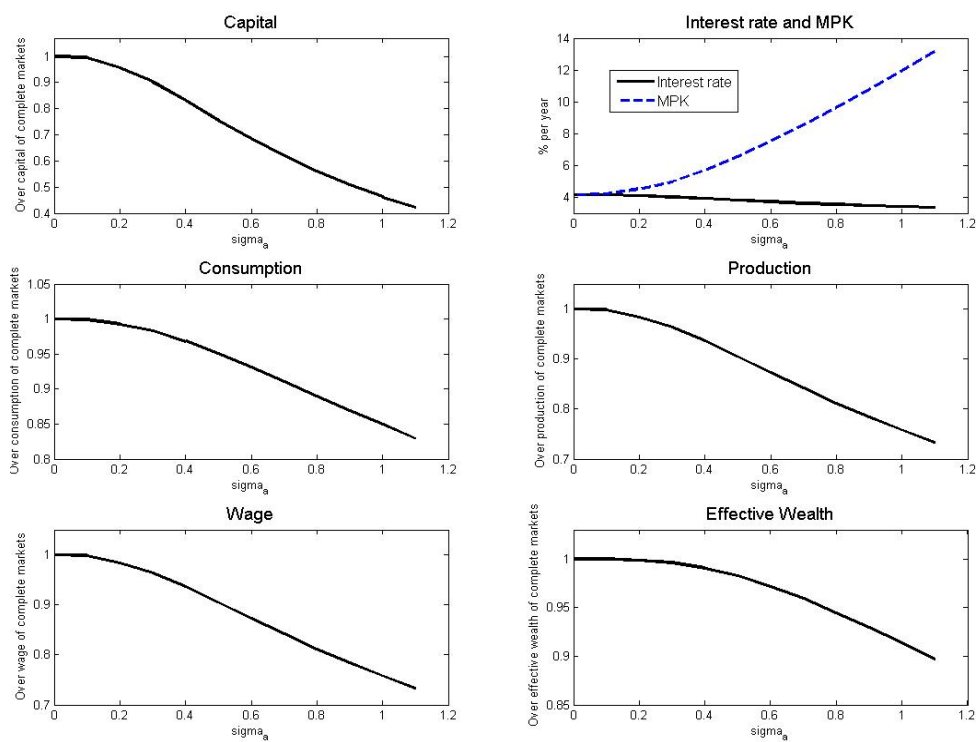 Capital
Over capital of complete markets
1
0.9
0.8
0.7
0.6
0.5
0.4
0 0.2 0.4 0.6 0.8 1 1.2
sigma_a
Interest rate and MPK
% per year
14
12
10
8
6
4
Interest rate
MPK
0 0.2 0.4 0.6 0.8 1 1.2
sigma_a
Consumption
Over consumption of complete markets
1.05
1
0.95
0.9
0.85
0.8
0 0.2 0.4 0.6 0.8 1 1.2
sigma_a
Production
Over production of complete markets
1
0.9
0.8
0.7
0 0.2 0.4 0.6 0.8 1 1.2
sigma_a
Wage
Over wage of complete markets
1
0.9
0.8
0.7
0 0.2 0.4 0.6 0.8 1 1.2
sigma_a
Effective Wealth
Over effective wealth of complete markets
1
0.95
0.9
0.85
0 0.2 0.4 0.6 0.8 1 1.2
sigma_a